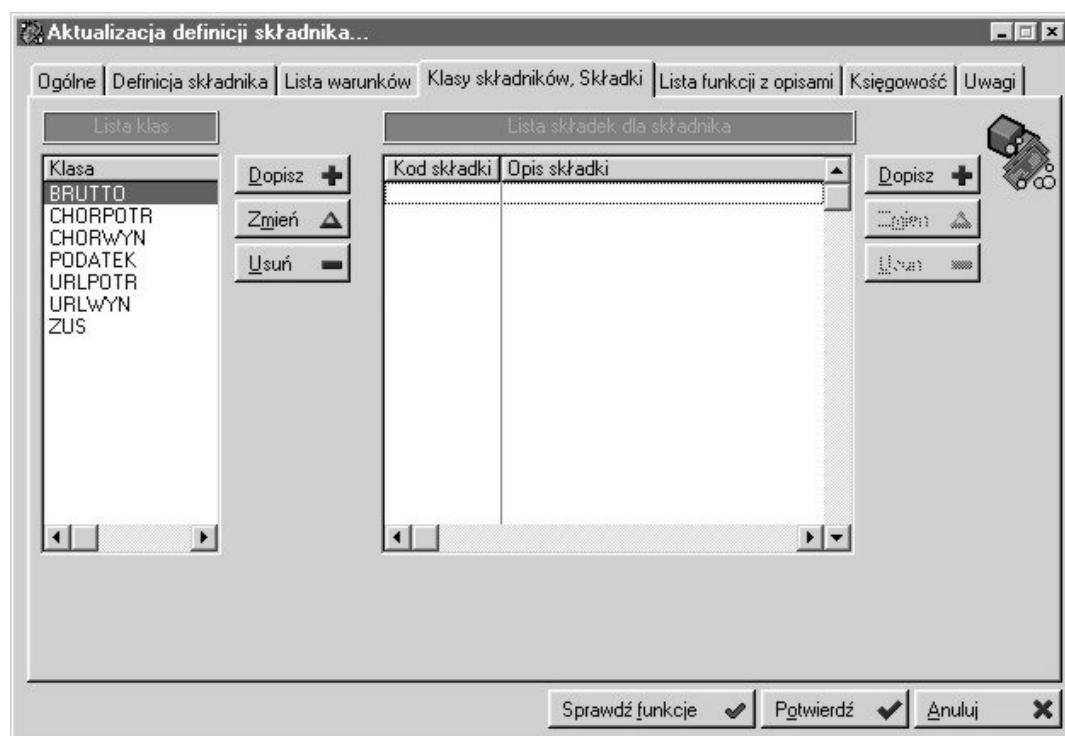 Aktualizacja definicji składnika...
Ogólne Definicja składnika Lista warunków Klasy składników, Składki Lista funkcji z opisami Księgowość Uwagi
Lista klas
Lista składek dla składnika
Klasa
BRUTTO
CHORPOTR
CHORWYN
PODATEK
URLPOTR
URLWYN
ZUS
Dopisz
Zmień
Usuń
Kod składki Opis składki
Dopisz
Zmień
Usuń
Sprawdź funkcje Potwierdź Anuluj